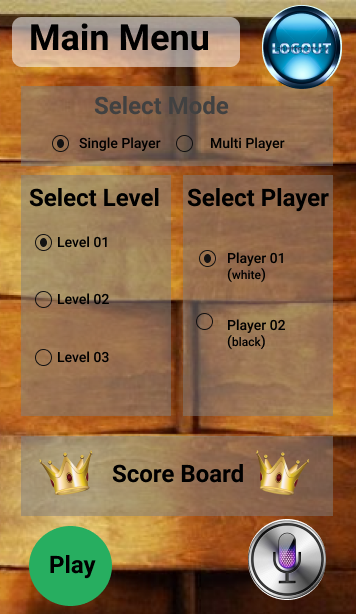 Main Menu
LOGOUT
Select Mode
Single Player
Multi Player
Select Level
Level 01
Level 02
Level 03
Select Player
Player 01
(white)
Player 02
(black)
Score Board
Play